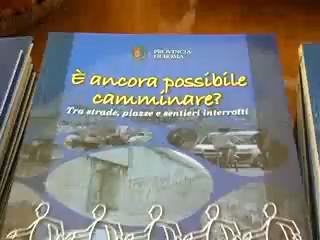 PROVINCIA
DI ROMA
È ancora possibile
camminare?
Tra strade, piazze e sentieri interrotti